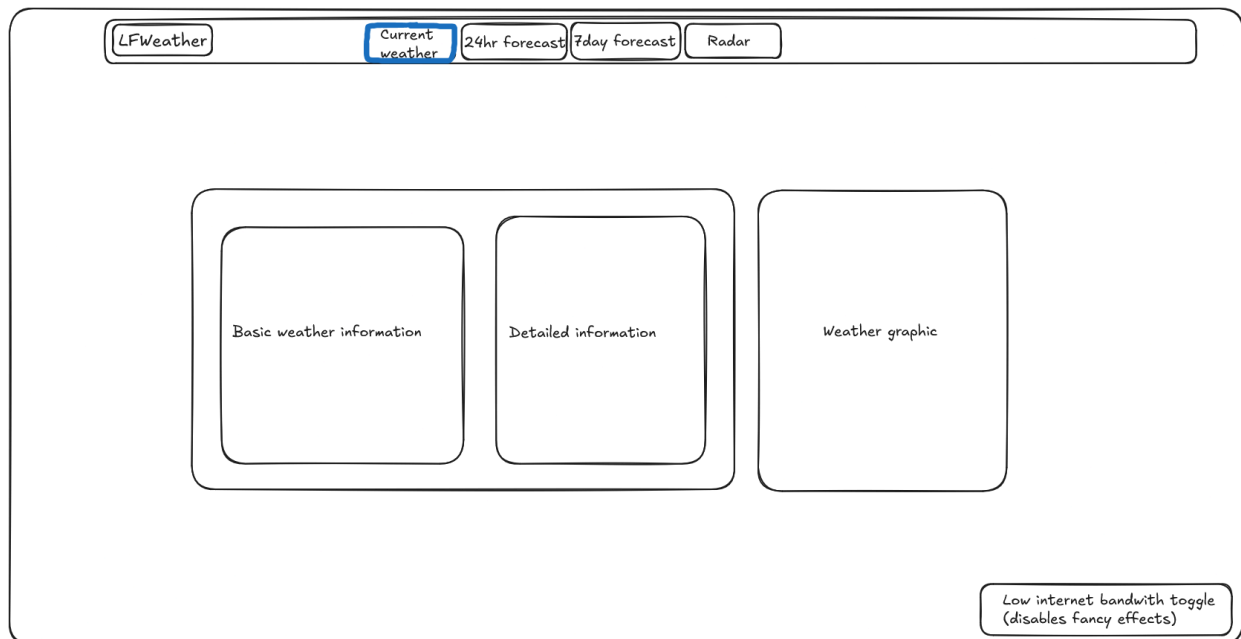 LFWeather
Current
weather
24hr forecast
7day forecast
Radar
Basic weather information
Detailed information
Weather graphic
Low internet bandwith toggle
(disables fancy effects)